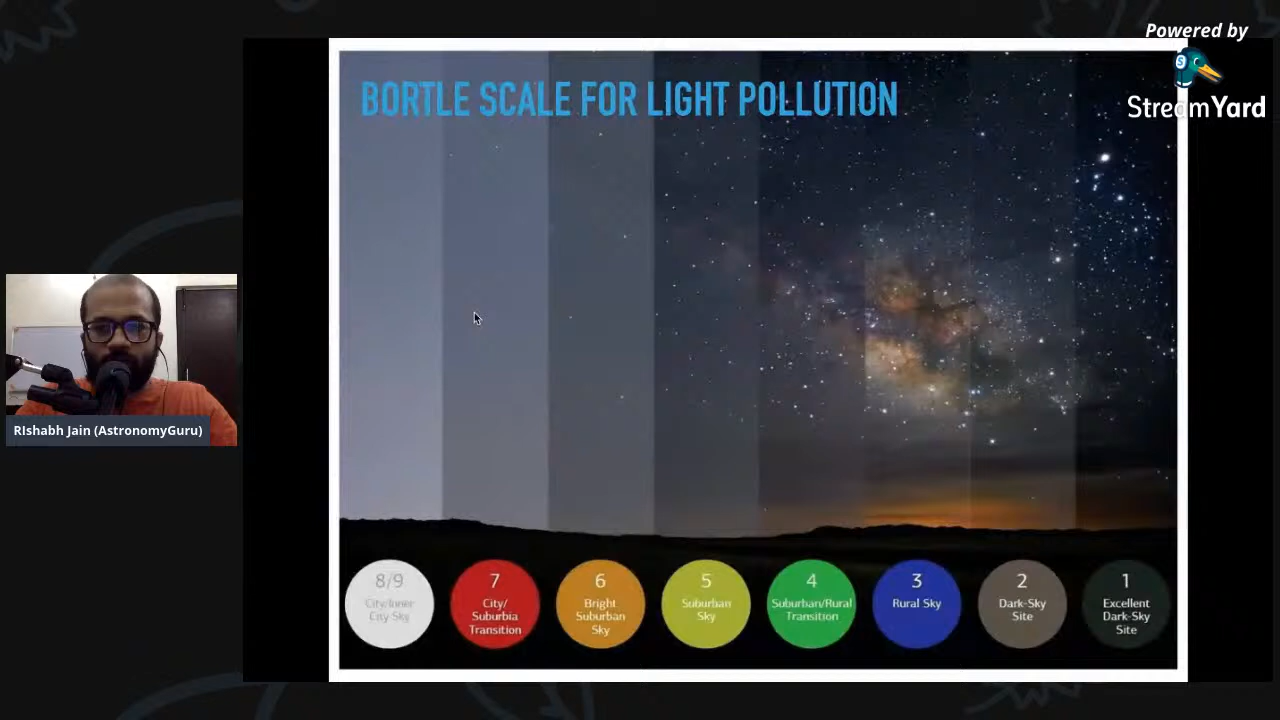 Powered by
StreamYard
BORTLE SCALE FOR LIGHT POLLUTION
RIshabh Jain (AstronomyGuru)
8/9
City/Inner
City Sky
7
City/
Suburbia
Transition
6
Bright
Suburban
Sky
5
Suburban
Sky
4
Suburban/Rural
Transition
3
Rural Sky
2
Dark-Sky
Site
1
Excellent
Dark-Sky
Site